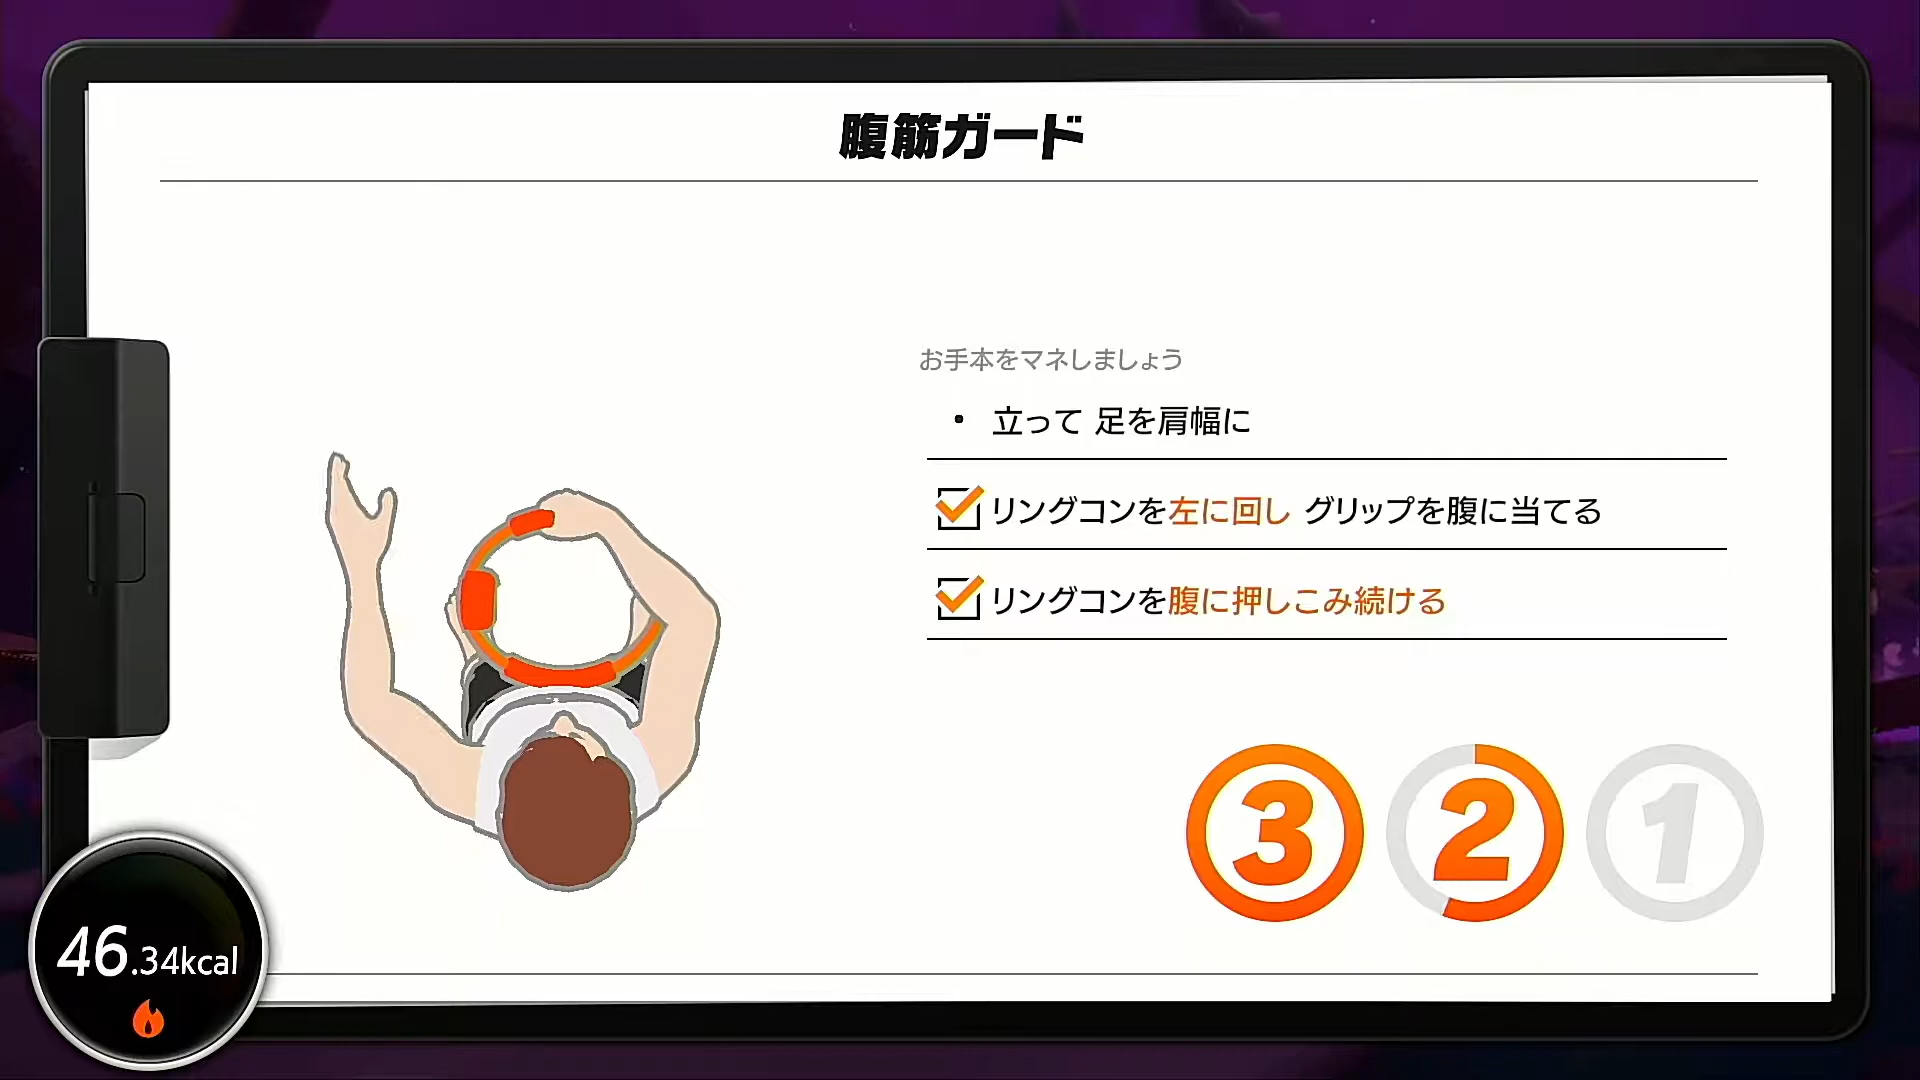 腹筋ガード
お手本をマネしましょう
・ 立って 足を肩幅に
リングコンを左に回し グリップを腹に当てる
リングコンを腹に押しこみ続ける
3 2 1
46.34kcal